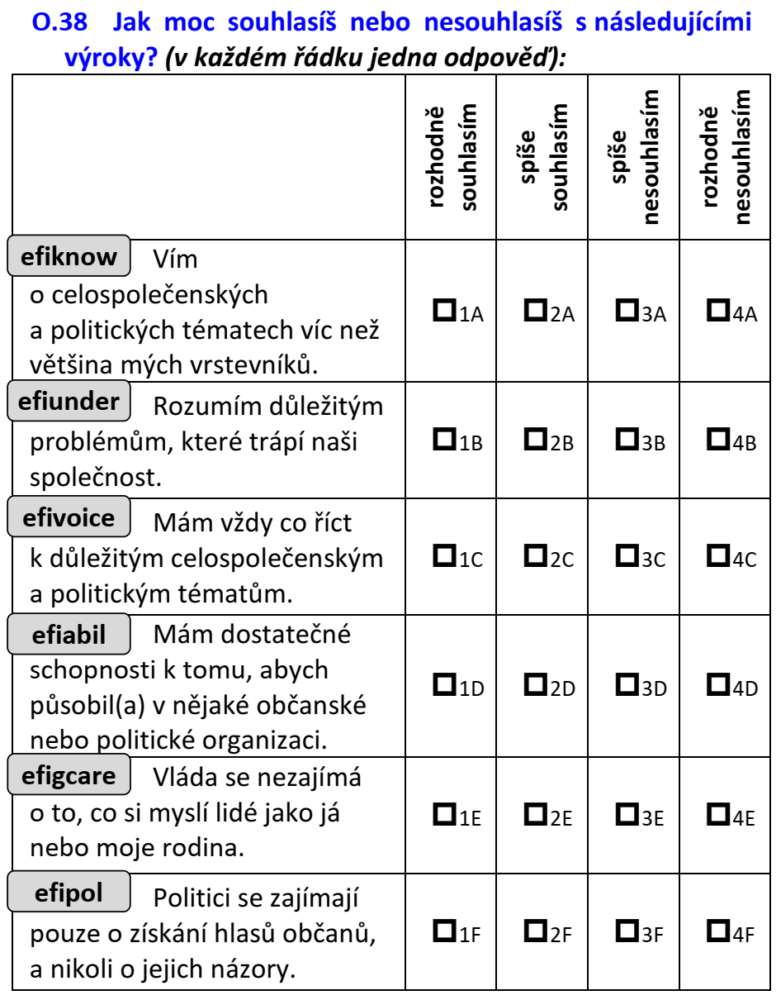 O.38 Jak moc souhlasíš nebo nesouhlasíš s následujícími
výroky? (v každém řádku jedna odpověď):
rozhodně
souhlasím
spíše
souhlasím
spíše
nesouhlasím
rozhodně
nesouhlasím
efiknow Vím
o celospolečenských
a politických tématech víc než
většina mých vrstevníků.
1A 2A 3A 4A
efiunder Rozumím důležitým
problémům, které trápí naši
společnost.
1B 2B 3B 4B
efivoice Mám vždy co říct
k důležitým celospolečenským
a politickým tématům.
1C 2C 3C 4C
efiabil Mám dostatečné
schopnosti k tomu, abych
působil(a) v nějaké občanské
nebo politické organizaci.
1D 2D 3D 4D
efigcare Vláda se nezajímá
o to, co si myslí lidé jako já
nebo moje rodina.
1E 2E 3E 4E
efipol Politici se zajímají
pouze o získání hlasů občanů,
a nikoli o jejich názory.
1F 2F 3F 4F